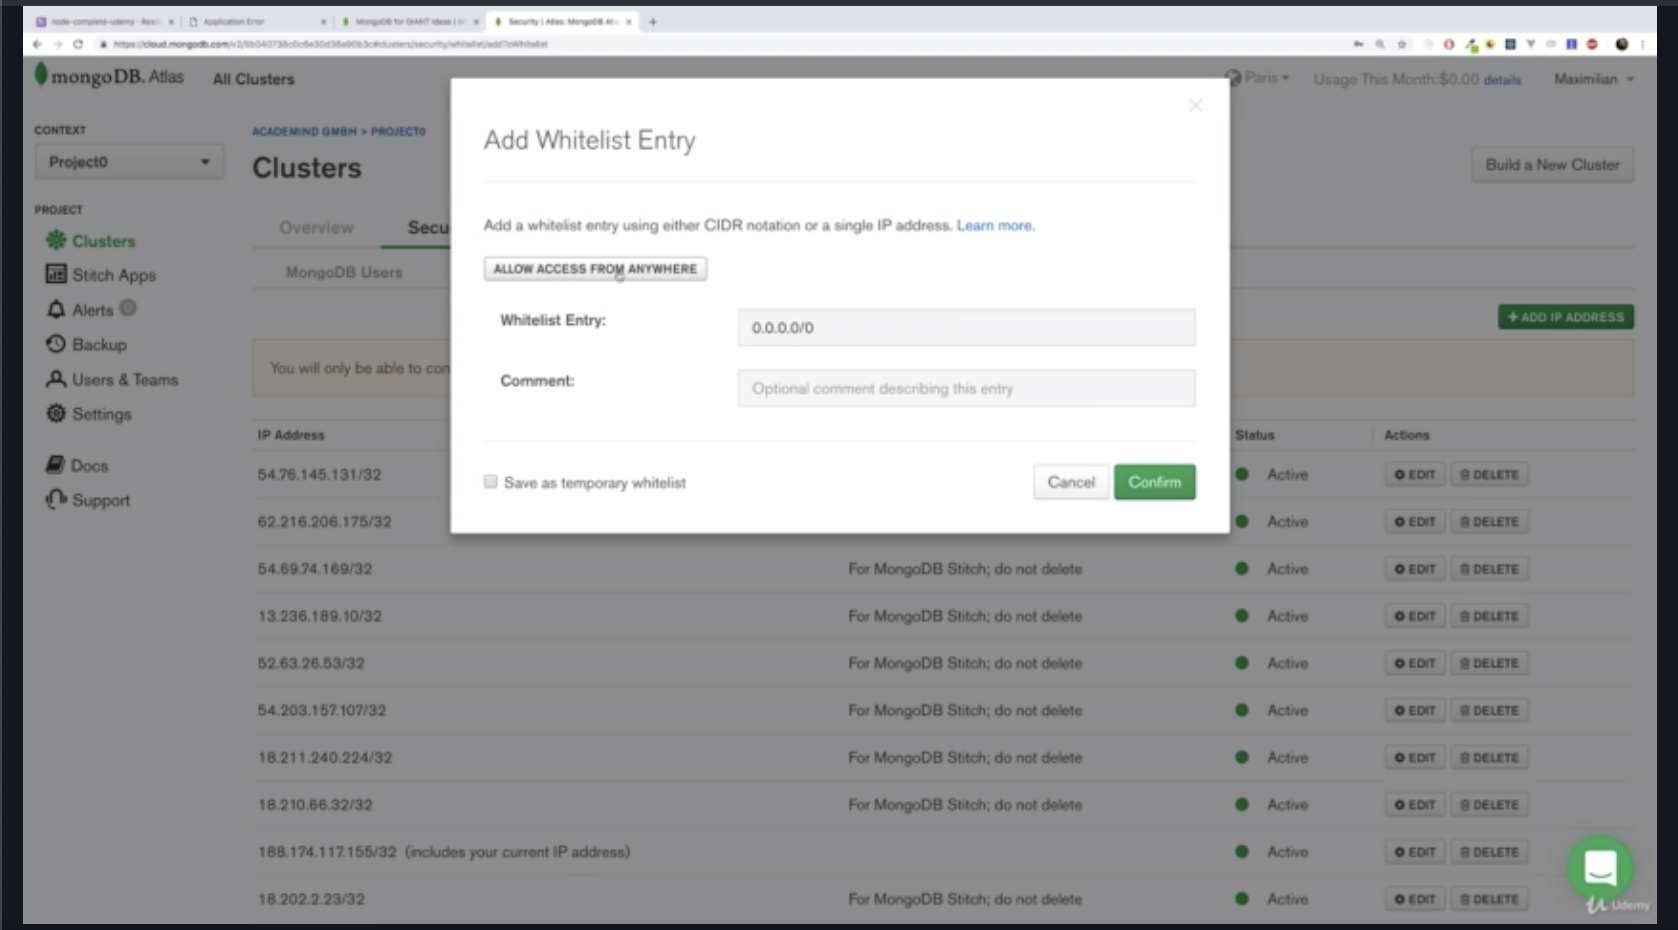 node-complete-udemy - Reso
Application Error
MongoDB for GIANT Ideas | M
Security | Atlas: MongoDB Atl
mongoDB. Atlas
All Clusters
Paris
Usage This Month:$0.00 details
Maximilian
CONTEXT
Project0
PROJECT
Clusters
Stitch Apps
Alerts 0
Backup
Users & Teams
Settings
Docs
Support
ACADEMIND GMBH > PROJECT0
Clusters
Build a New Cluster
Overview
Secu
MongoDB Users
+ ADD IP ADDRESS
You will only be able to con
Add Whitelist Entry
Add a whitelist entry using either CIDR notation or a single IP address. Learn more.
ALLOW ACCESS FROM ANYWHERE
Whitelist Entry:
0.0.0.0/0
Comment:
Optional comment describing this entry
Save as temporary whitelist
Cancel
Confirm
IP Address Status Actions
54.76.145.131/32 Active EDIT DELETE
62.216.206.175/32 Active EDIT DELETE
54.69.74.169/32 For MongoDB Stitch; do not delete Active EDIT DELETE
13.236.189.10/32 For MongoDB Stitch; do not delete Active EDIT DELETE
52.63.26.53/32 For MongoDB Stitch; do not delete Active EDIT DELETE
54.203.157.107/32 For MongoDB Stitch; do not delete Active EDIT DELETE
18.211.240.224/32 For MongoDB Stitch; do not delete Active EDIT DELETE
18.210.66.32/32 For MongoDB Stitch; do not delete Active EDIT DELETE
188.174.117.155/32 (includes your current IP address) Active EDIT DELETE
18.202.2.23/32 For MongoDB Stitch; do not delete Active EDIT DELETE
Udemy